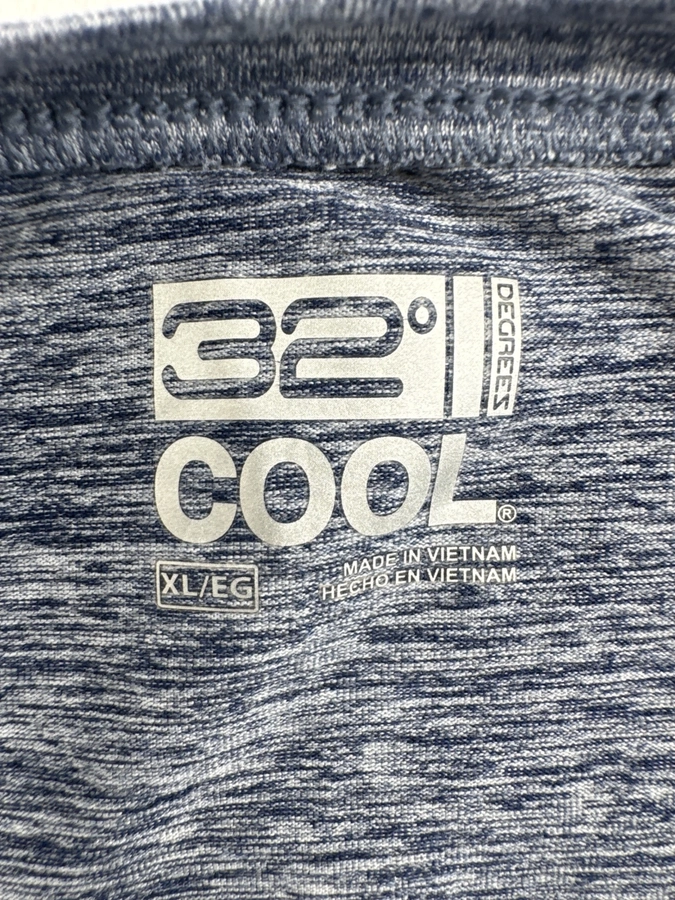 32° DEGREES
COOL®
XL/EG
MADE IN VIETNAM
HECHO EN VIETNAM